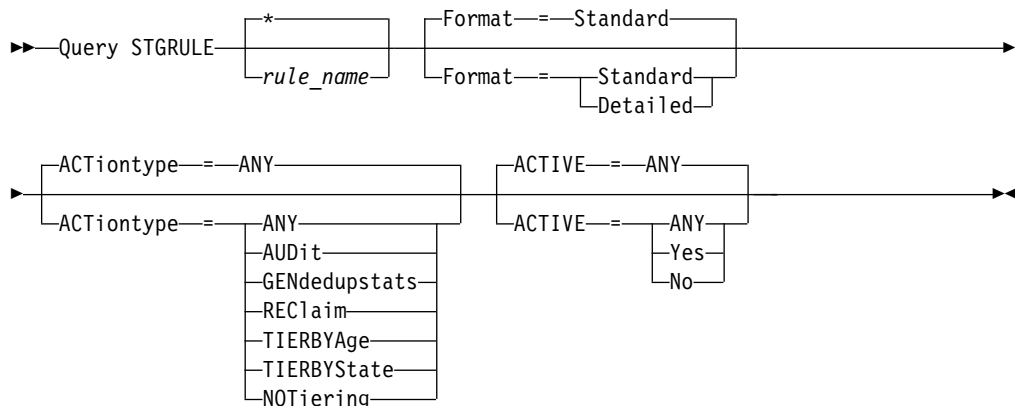 * Format = Standard
Query STGRULE
rule_name Format = Standard
Detailed
ACTiontype = ANY ACTIVE = ANY
ACTiontype = ANY ACTIVE = ANY
AUDit Yes
GENdedupstats No
REClaim
TIERBYAge
TIERBYState
NOTiering